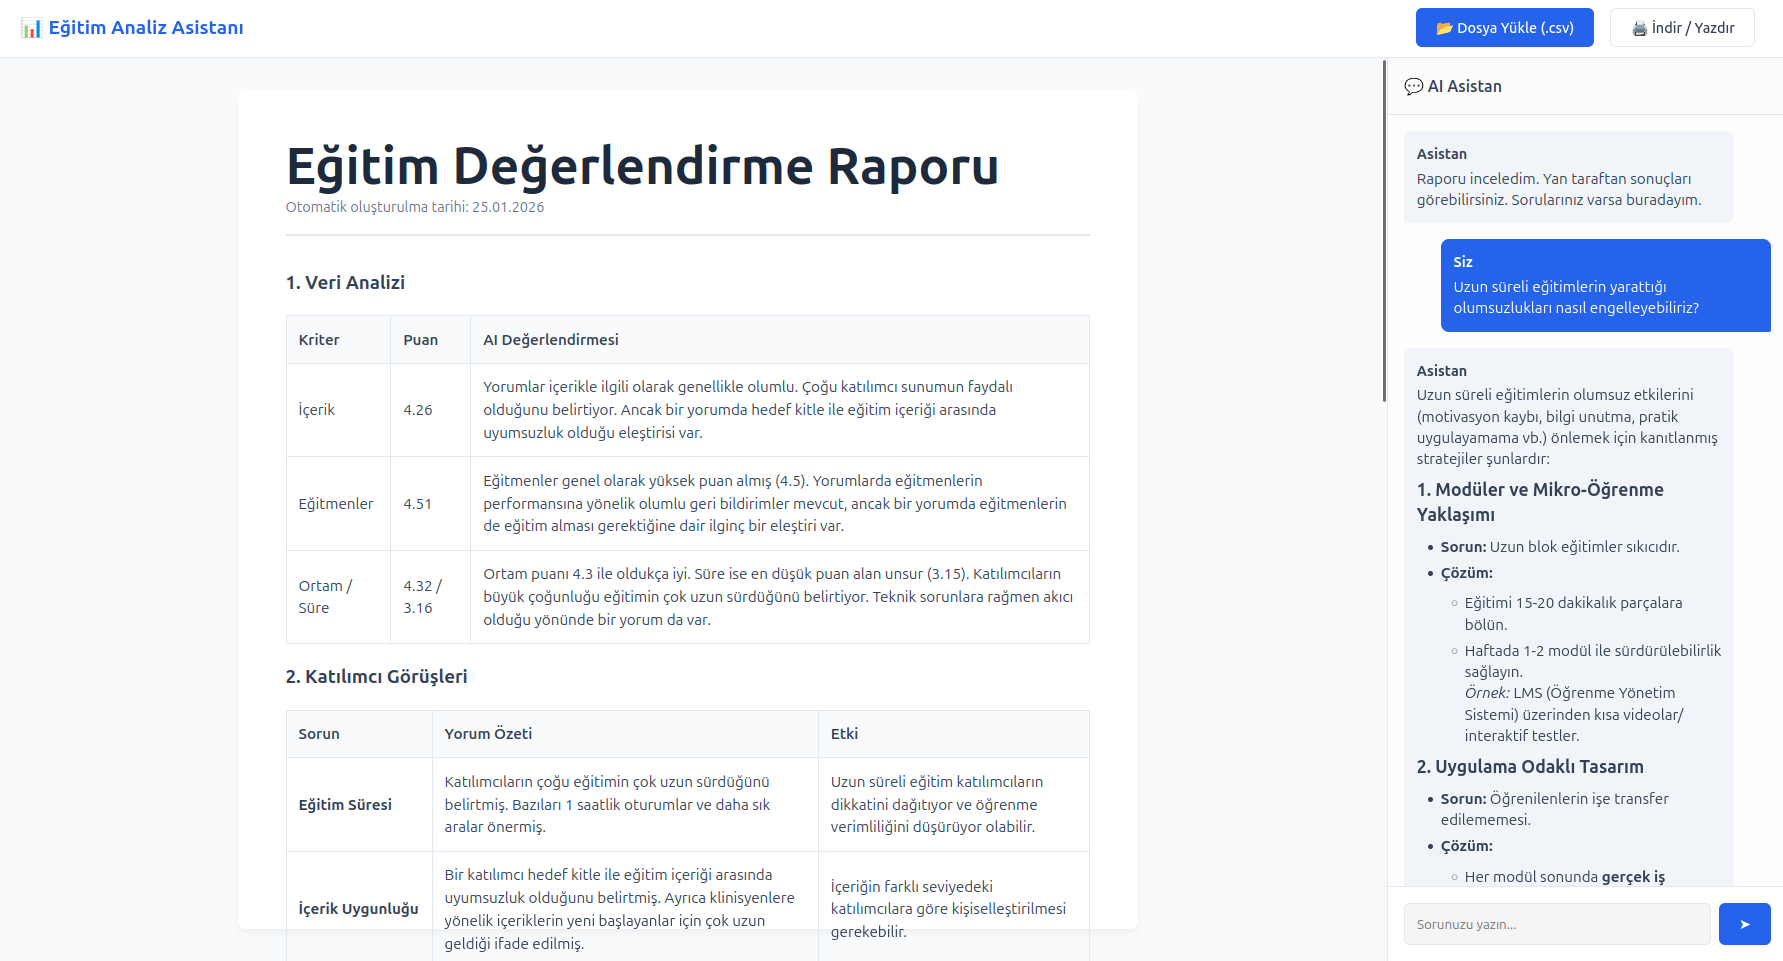 📊 Eğitim Analiz Asistanı
📂 Dosya Yükle (.csv)
🖨️ İndir / Yazdır
Eğitim Değerlendirme Raporu
Otomatik oluşturulma tarihi: 25.01.2026
1. Veri Analizi
Kriter
Puan
AI Değerlendirmesi
İçerik
4.26
Yorumlar içerikle ilgili olarak genellikle olumlu. Çoğu katılımcı sunumun faydalı
olduğunu belirtiyor. Ancak bir yorumda hedef kitle ile eğitim içeriği arasında
uyumsuzluk olduğu eleştirisi var.
Eğitmenler
4.51
Eğitmenler genel olarak yüksek puan almış (4.5). Yorumlarda eğitmenlerin
performansına yönelik olumlu geri bildirimler mevcut, ancak bir yorumda eğitmenlerin
de eğitim alması gerektiğine dair ilginç bir eleştiri var.
Ortam /
Süre
4.32 /
3.16
Ortam puanı 4.3 ile oldukça iyi. Süre ise en düşük puan alan unsur (3.15). Katılımcıların
büyük çoğunluğu eğitimin çok uzun sürdüğünü belirtiyor. Teknik sorunlara rağmen akıcı
olduğu yönünde bir yorum da var.
2. Katılımcı Görüşleri
Sorun
Yorum Özeti
Etki
Eğitim Süresi
Katılımcıların çoğu eğitimin çok uzun sürdüğünü
belirtmiş. Bazıları 1 saatlik oturumlar ve daha sık
aralar önermiş.
Uzun süreli eğitim katılımcıların
dikkatini dağıtıyor ve öğrenme
verimliliğini düşürüyor olabilir.
İçerik Uygunluğu
Bir katılımcı hedef kitle ile eğitim içeriği arasında
uyumsuzluk olduğunu belirtmiş. Ayrıca klinisyenlere
yönelik içeriklerin yeni başlayanlar için çok uzun
geldiği ifade edilmiş.
İçeriğin farklı seviyedeki
katılımcılara göre kişiselleştirilmesi
gerekebilir.
💬 AI Asistan
Asistan
Raporu inceledim. Yan taraftan sonuçları
görebilirsiniz. Sorularınız varsa buradayım.
Siz
Uzun süreli eğitimlerin yarattığı
olumsuzlukları nasıl engelleyebiliriz?
Asistan
Uzun süreli eğitimlerin olumsuz etkilerini
(motivasyon kaybı, bilgi unutma, pratik
uygulayamama vb.) önlemek için kanıtlanmış
stratejiler şunlardır:
1. Modüler ve Mikro-Öğrenme
Yaklaşımı
• Sorun: Uzun blok eğitimler sıkıcıdır.
• Çözüm:
◦ Eğitimi 15-20 dakikalık parçalara
bölün.
◦ Haftada 1-2 modül ile sürdürülebilirlik
sağlayın.
Örnek: LMS (Öğrenme Yönetim
Sistemi) üzerinden kısa videolar/
interaktif testler.
2. Uygulama Odaklı Tasarım
• Sorun: Öğrenilenlerin işe transfer
edilememesi.
• Çözüm:
◦ Her modül sonunda gerçek iş
Sorunuzu yazın...
➤